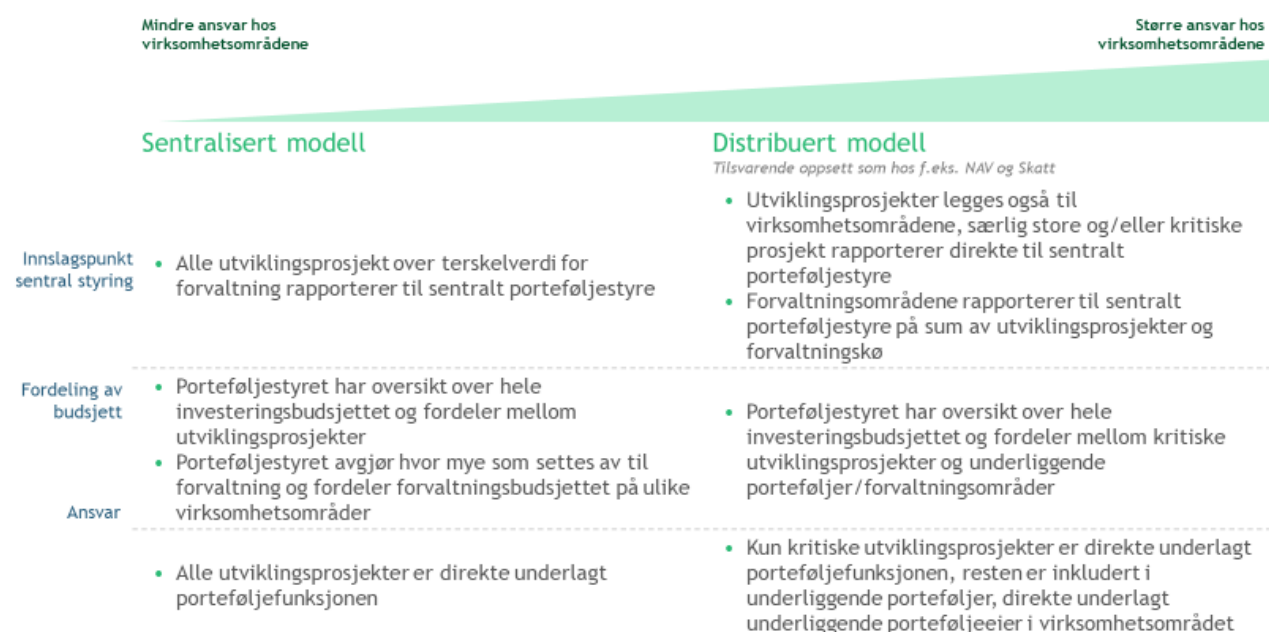 Mindre ansvar hos
virksomhetsområdene
Større ansvar hos
virksomhetsområdene
Sentralisert modell
Distribuert modell
Tilsvarende oppsett som hos f.eks. NAV og Skatt
Innslagspunkt
sentral styring
• Alle utviklingsprosjekt over terskelverdi for
forvaltning rapporterer til sentralt porteføljestyre
• Utviklingsprosjekter legges også til
virksomhetsområdene, særlig store og/eller kritiske
prosjekt rapporterer direkte til sentralt
porteføljestyre
• Forvaltningsområdene rapporterer til sentralt
porteføljestyre på sum av utviklingsprosjekter og
forvaltningskø
Fordeling av
budsjett
• Porteføljestyret har oversikt over hele
investeringsbudsjettet og fordeler mellom
utviklingsprosjekter
• Porteføljestyret avgjør hvor mye som settes av til
forvaltning og fordeler forvaltningsbudsjettet på ulike
virksomhetsområder
• Porteføljestyret har oversikt over hele
investeringsbudsjettet og fordeler mellom kritiske
utviklingsprosjekter og underliggende
porteføljer/forvaltningsområder
Ansvar
• Alle utviklingsprosjekter er direkte underlagt
porteføljefunksjonen
• Kun kritiske utviklingsprosjekter er direkte underlagt
porteføljefunksjonen, resten er inkludert i
underliggende porteføljer, direkte underlagt
underliggende porteføljeeier i virksomhetsområdet